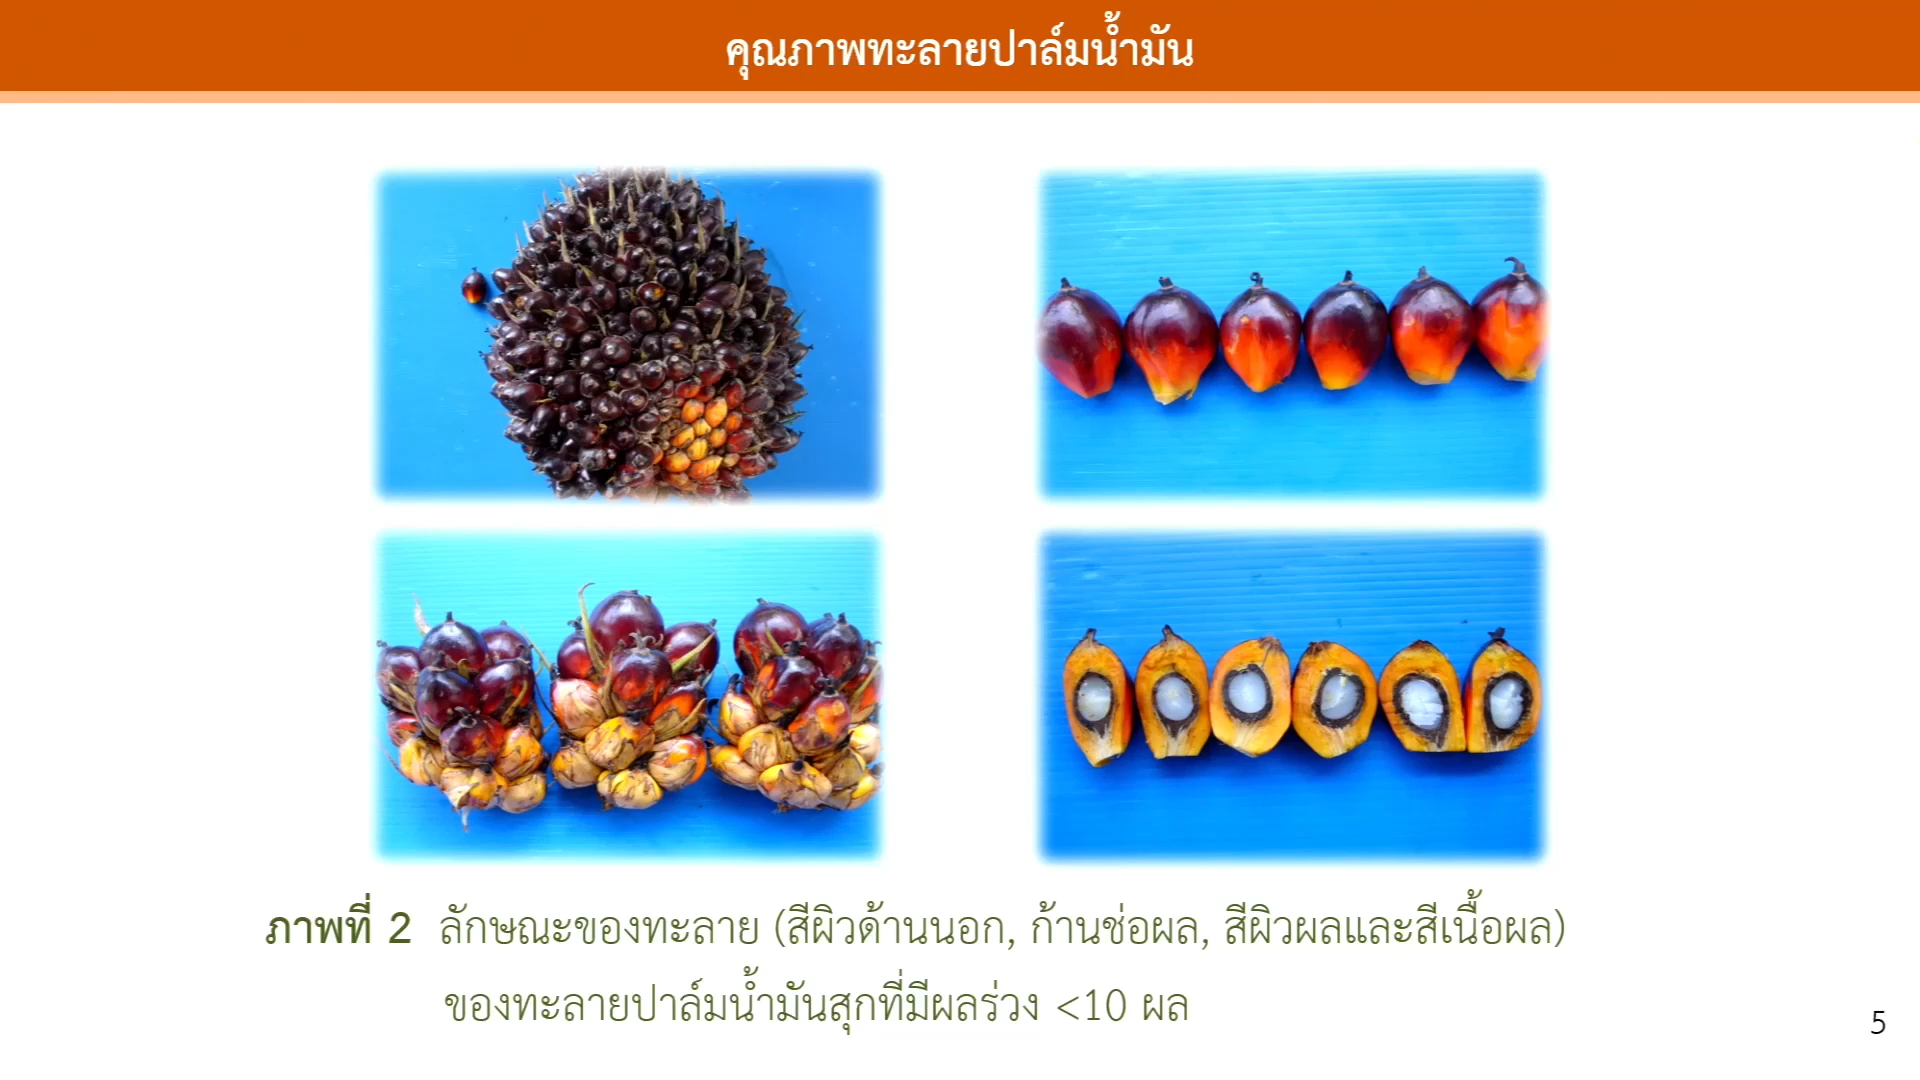 คุณภาพทะลายปาล์มน้ำมัน
ภาพที่ 2 ลักษณะของทะลาย (สีผิวด้านนอก, ก้านช่อผล, สีผิวผลและสีเนื้อผล)
ของทะลายปาล์มน้ำมันสุกที่มีผลร่วง <10 ผล
5